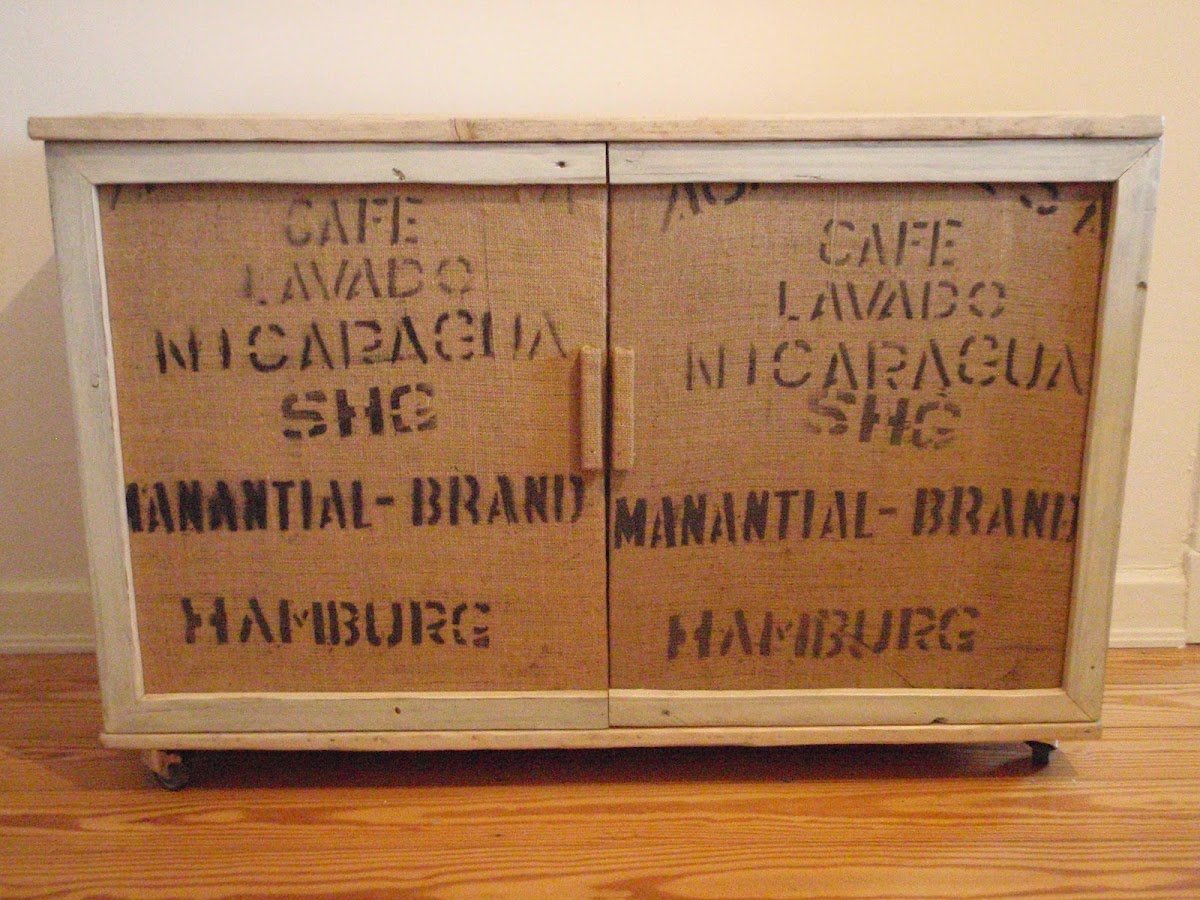 CAFE
LAVADO
NICARAGUA
SHG
MANANTIAL-BRAND
HAMBURG
CAFE
LAVADO
NICARAGUA
SHG
MANANTIAL-BRAND
HAMBURG